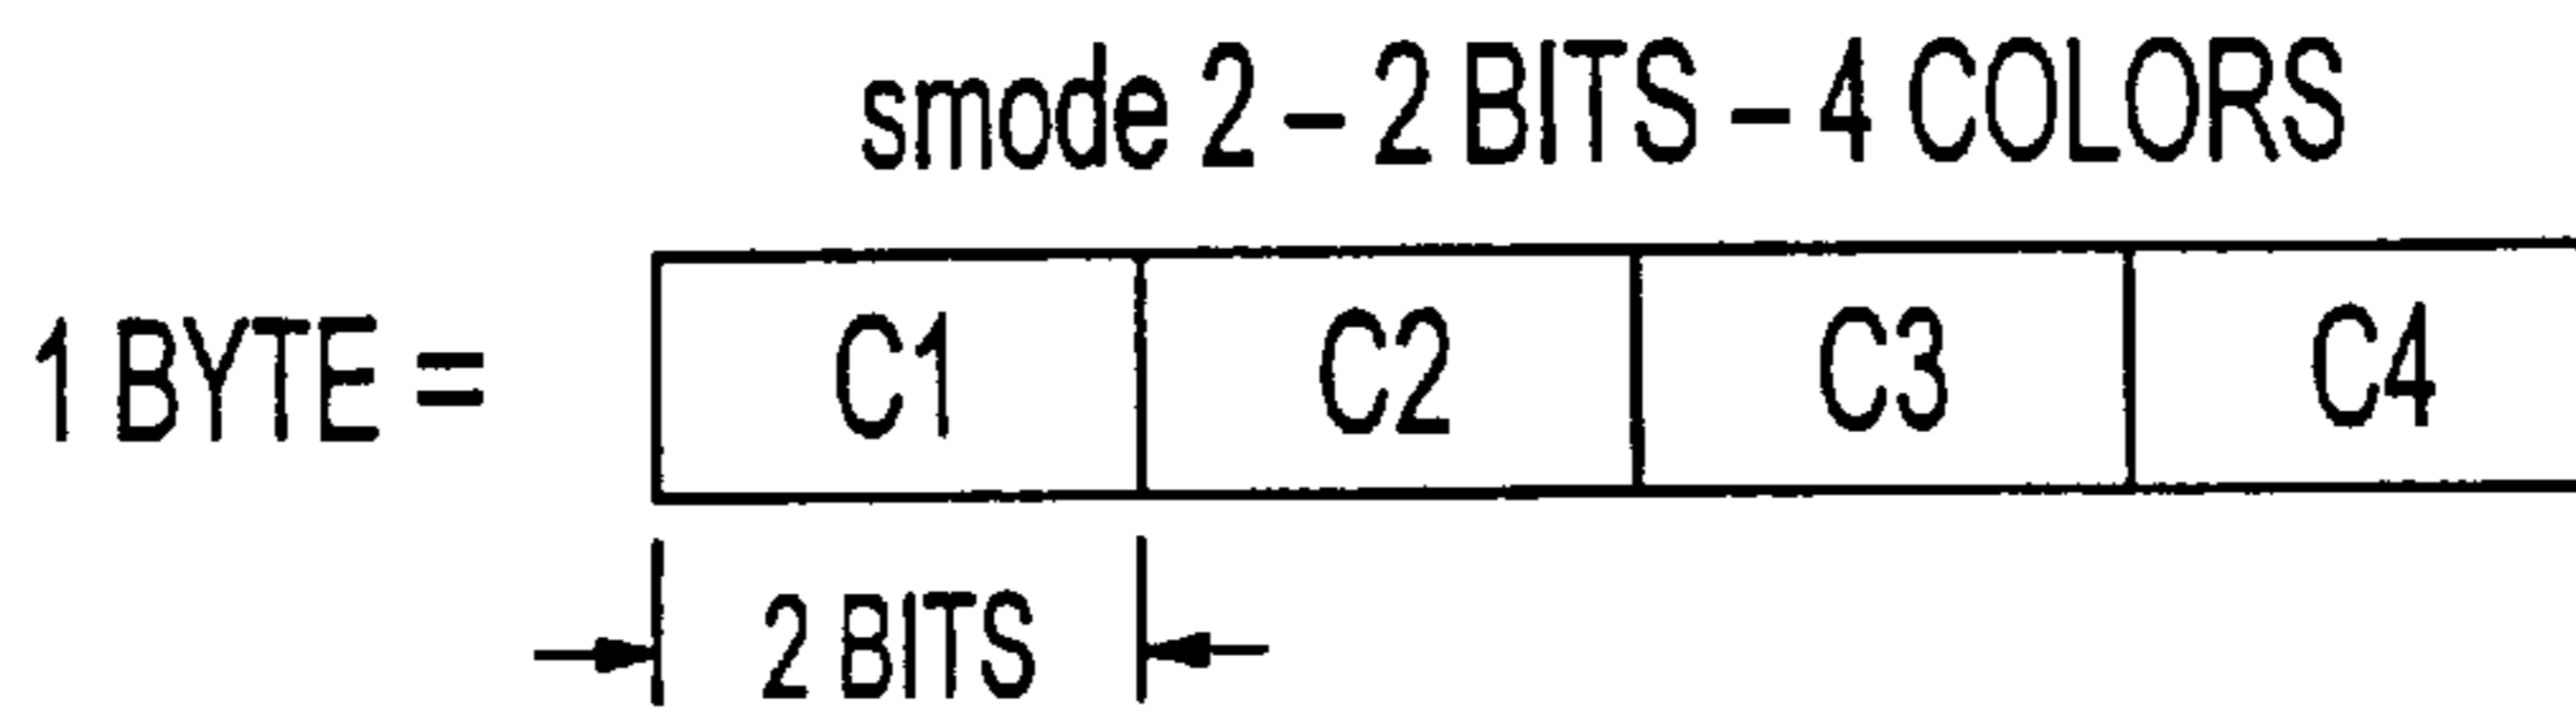 smode 2 – 2 BITS – 4 COLORS
1 BYTE = C1 C2 C3 C4
2 BITS